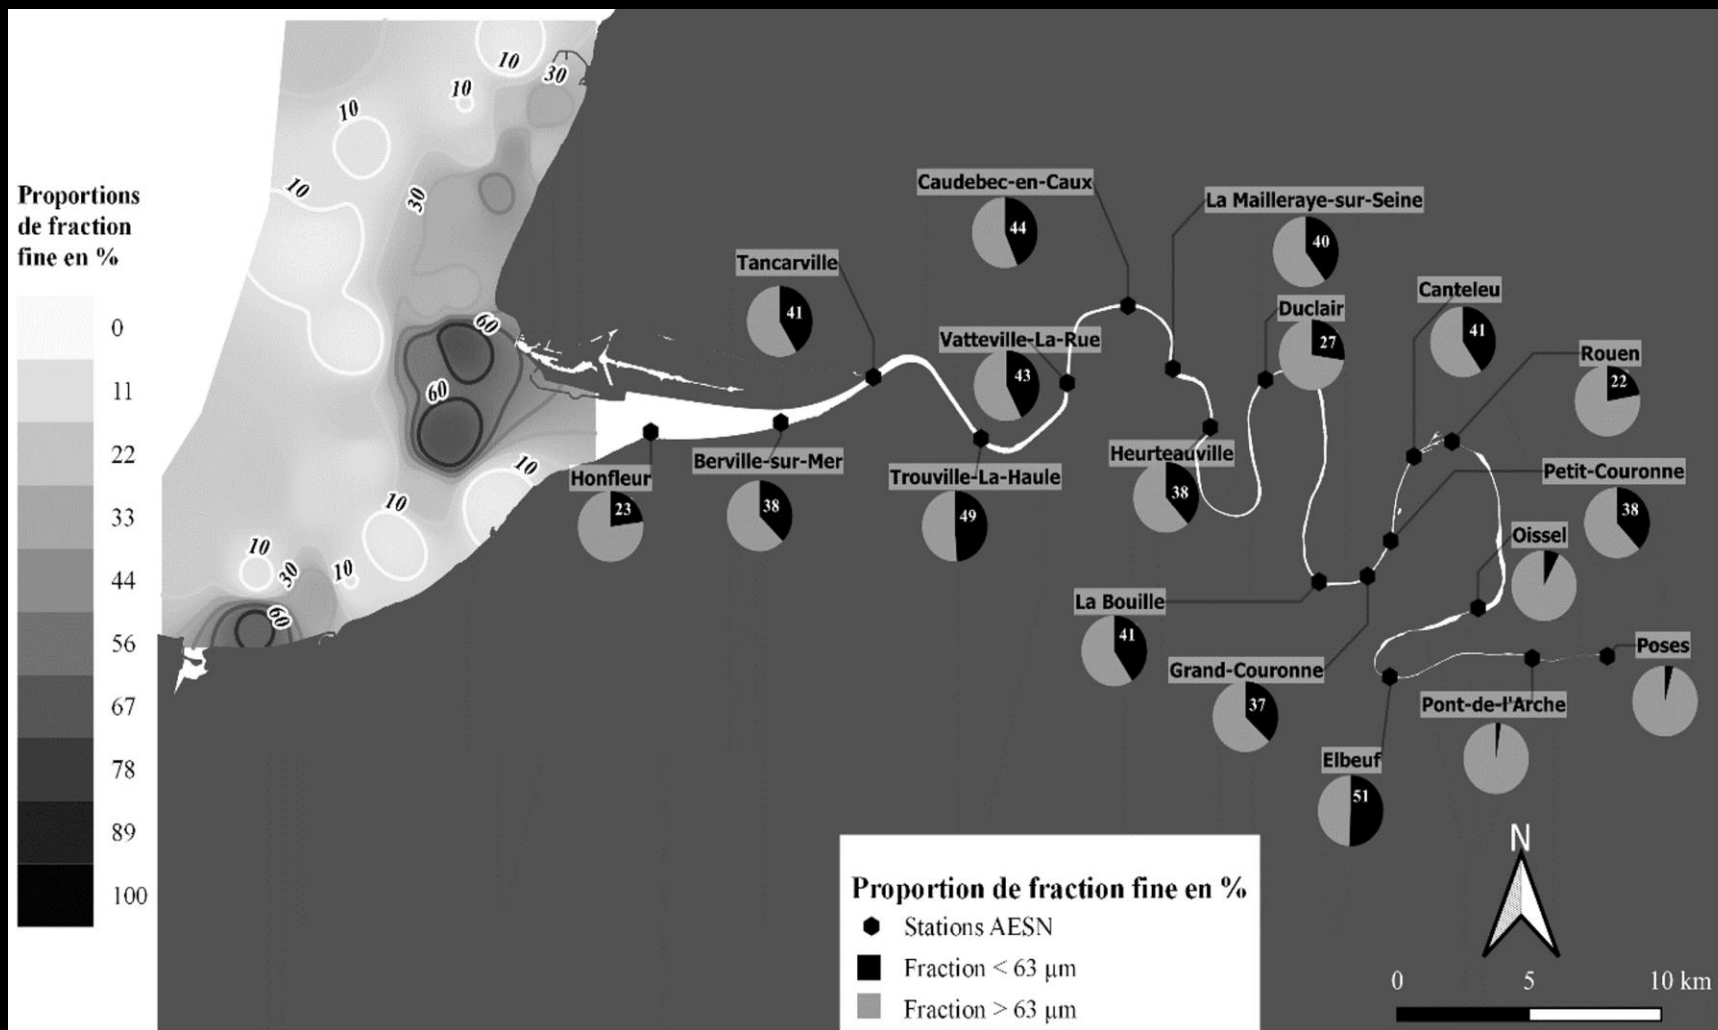 Proportions
de fraction
fine en %
0
11
22
33
44
56
67
78
89
100
10
30
10
10
10
30
60
60
10
10
10
30
10
60
Caudebec-en-Caux
44
La Mailleraye-sur-Seine
40
Tancarville
41
Duclair
27
Canteleu
41
Vatteville-La-Rue
43
Rouen
22
Heurteauville
38
Berville-sur-Mer
38
Honfleur
23
Trouville-La-Haule
49
Petit-Couronne
38
Oissel
La Bouille
41
Grand-Couronne
37
Poses
Pont-de-l'Arche
Elbeuf
51
Proportion de fraction fine en %
Stations AESN
Fraction < 63 µm
Fraction > 63 µm
N
0 5 10 km